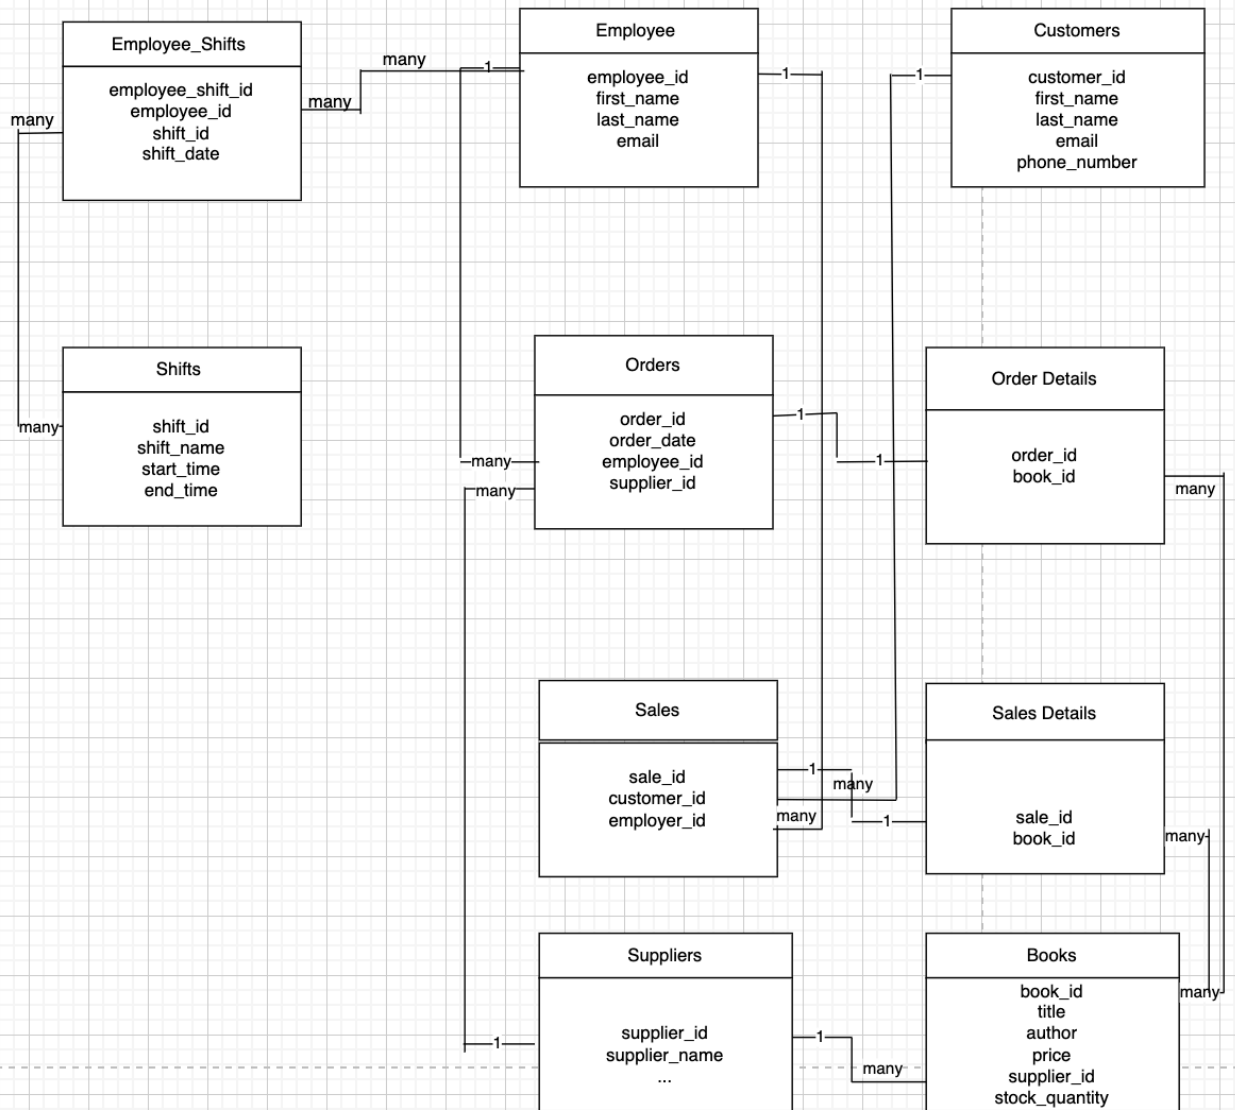 Employee_Shifts
employee_shift_id
employee_id
shift_id
shift_date
many
many
many
1
Employee
employee_id
first_name
last_name
email
1
1
Customers
customer_id
first_name
last_name
email
phone_number
Shifts
shift_id
shift_name
start_time
end_time
many
Orders
order_id
order_date
employee_id
supplier_id
many
many
1
1
Order Details
order_id
book_id
many
Sales
sale_id
customer_id
employer_id
1
many
many
1
Sales Details
sale_id
book_id
many
Suppliers
supplier_id
supplier_name
...
1
1
many
Books
book_id
title
author
price
supplier_id
stock_quantity
many